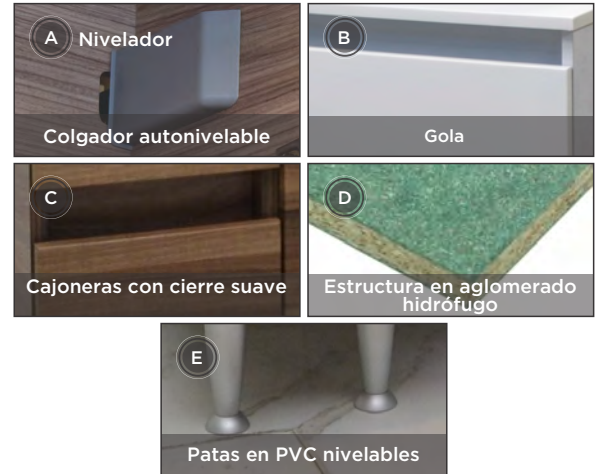 A Nivelador
Colgador autonivelable
B
Gola
C
Cajoneras con cierre suave
D
Estructura en aglomerado
hidrófugo
E
Patas en PVC nivelables